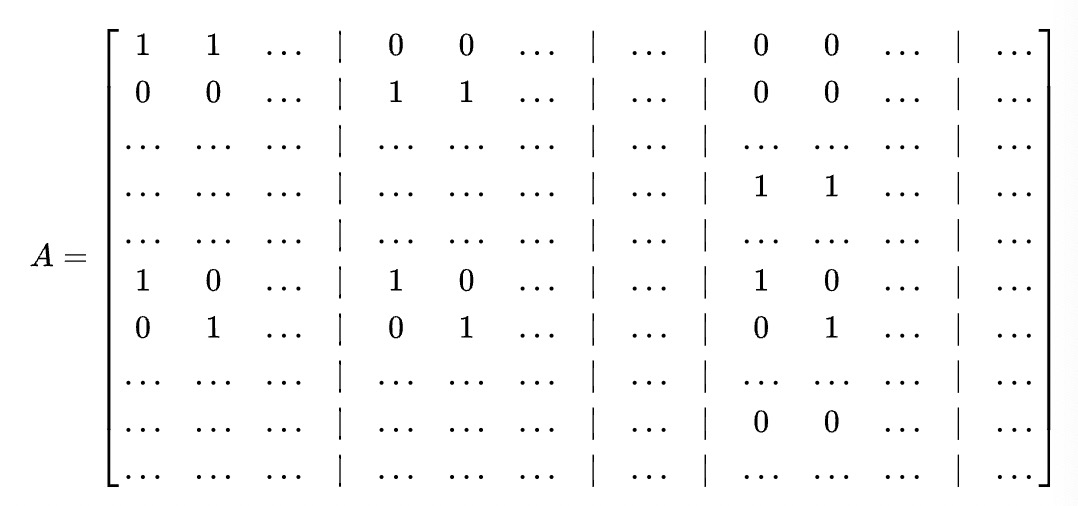 1 1 ... | 0 0 ... | ... | 0 0 ... | ...
0 0 ... | 1 1 ... | ... | 0 0 ... | ...
... ... ... | ... ... ... | ... | ... ... ... | ...
... ... ... | ... ... ... | ... | 1 1 ... | ...
A = ... ... ... | ... ... ... | ... | ... ... ... | ...
1 0 ... | 1 0 ... | ... | 1 0 ... | ...
0 1 ... | 0 1 ... | ... | 0 1 ... | ...
... ... ... | ... ... ... | ... | ... ... ... | ...
... ... ... | ... ... ... | ... | 0 0 ... | ...
... ... ... | ... ... ... | ... | ... ... ... | ...